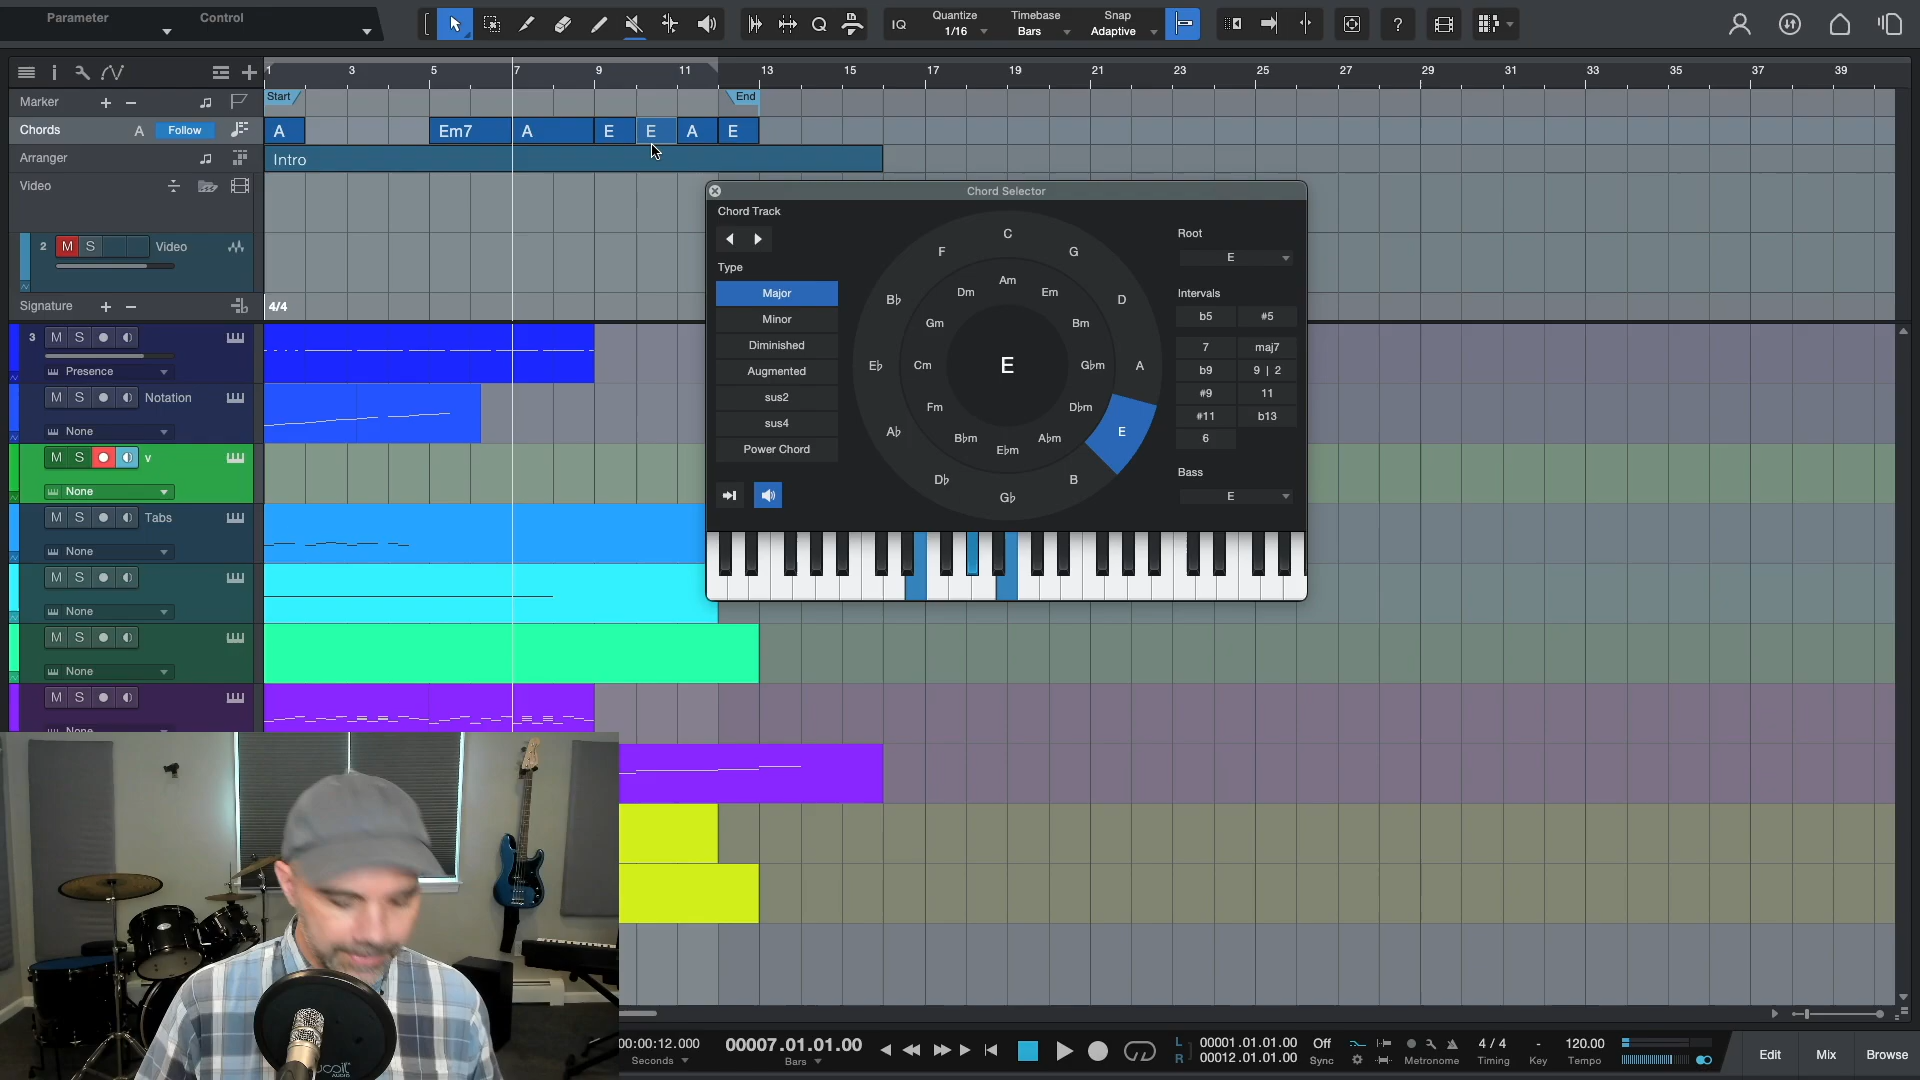 Parameter
Control
IQ
Quantize
1/16
Timebase
Bars
Snap
Adaptive
?
i
1 3 5 7 9 11 13 15 17 19 21 23 25 27 29 31 33 35 37 39
Marker
Start
End
Chords A Follow
A Em7 A E E A E
Arranger
Intro
Video
2 M S Video
Signature
4/4
3 M S
Presence
M S Notation
None
M S v
None
M S Tabs
None
M S
None
M S
None
M S
None
Chord Selector
Chord Track
Type
Major
Minor
Diminished
Augmented
sus2
sus4
Power Chord
C
F G
B♭ D
E♭ A
A♭ E
D♭ B
G♭
Am
Dm Em
Gm Bm
Cm G♭m
Fm D♭m
B♭m A♭m
E♭m
E
Root
E
Intervals
b5 #5
7 maj7
b9 9 | 2
#9 11
#11 b13
6
Bass
E
00:00:12.000
Seconds
00007.01.01.00
Bars
L 00001.01.01.00
R 00012.01.01.00
Off
Sync
Metronome
4 / 4
Timing
-
Key
120.00
Tempo
Edit
Mix
Browse